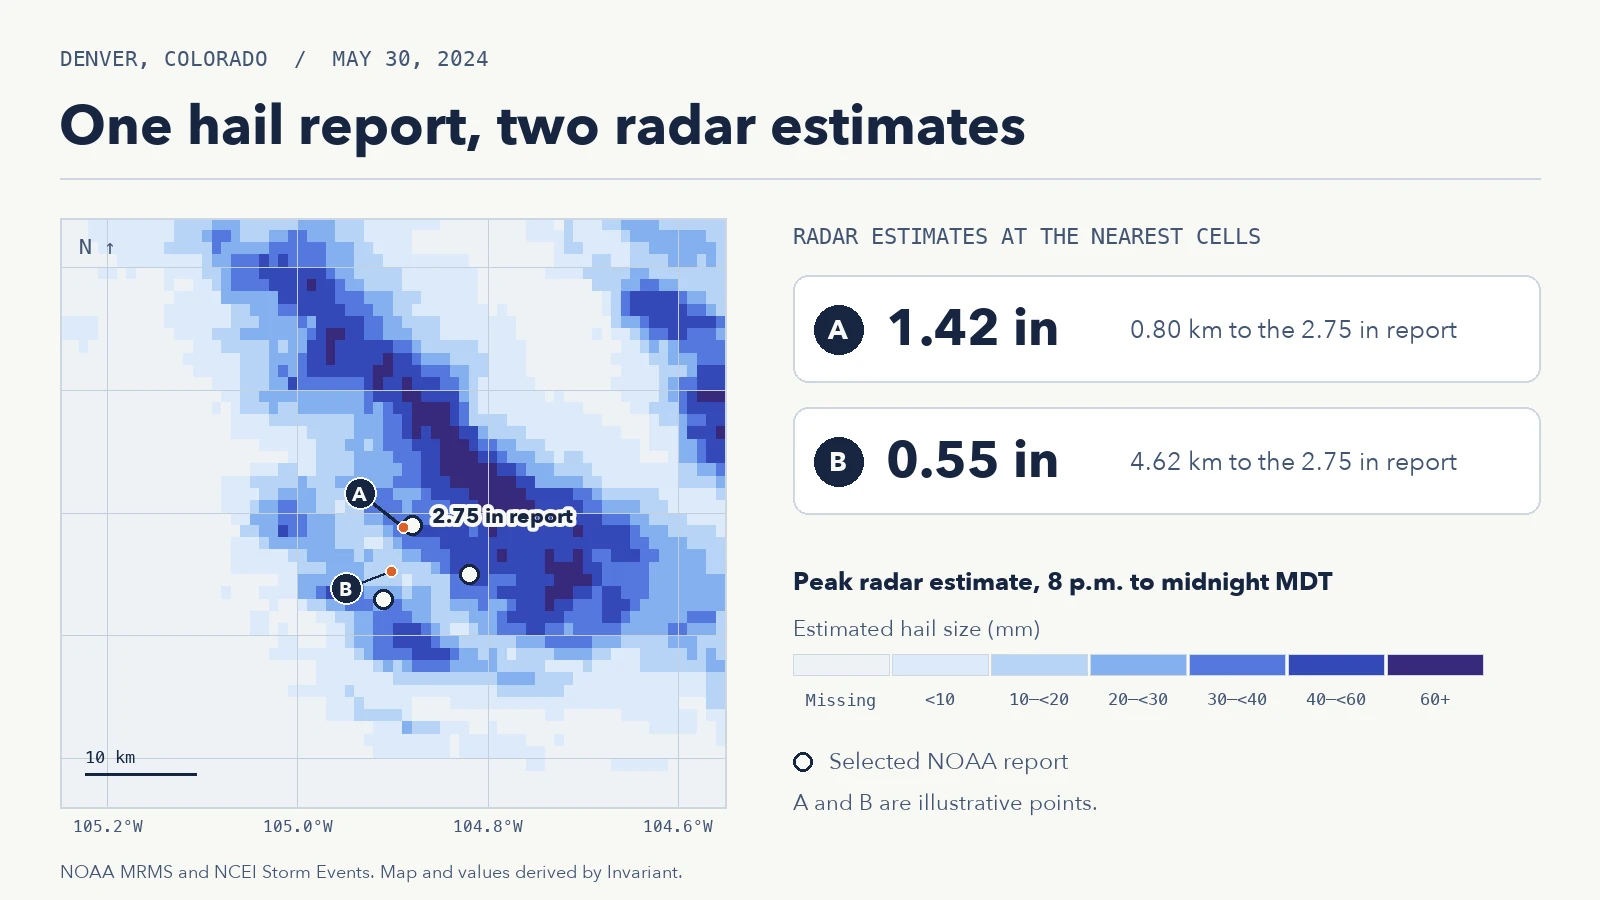 DENVER, COLORADO / MAY 30, 2024
One hail report, two radar estimates
N ↑
A
2.75 in report
B
10 km
105.2°W 105.0°W 104.8°W 104.6°W
RADAR ESTIMATES AT THE NEAREST CELLS
A 1.42 in 0.80 km to the 2.75 in report
B 0.55 in 4.62 km to the 2.75 in report
Peak radar estimate, 8 p.m. to midnight MDT
Estimated hail size (mm)
Missing <10 10–<20 20–<30 30–<40 40–<60 60+
Selected NOAA report
A and B are illustrative points.
NOAA MRMS and NCEI Storm Events. Map and values derived by Invariant.